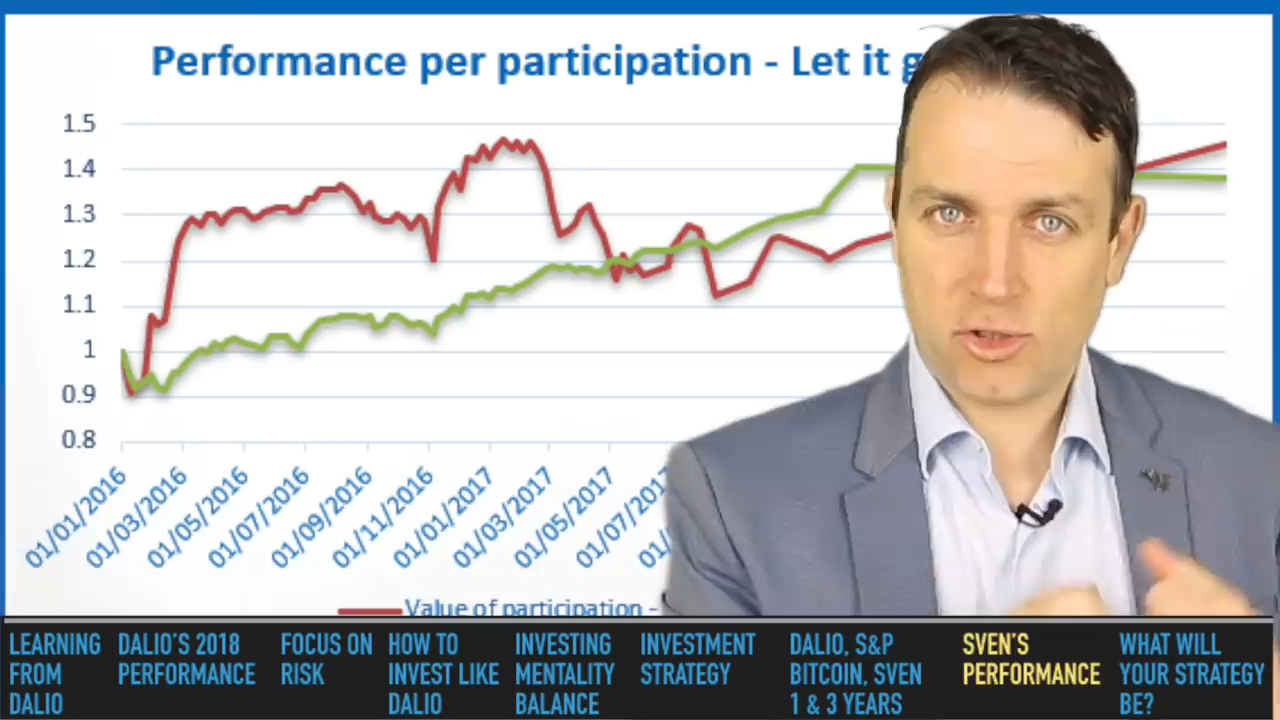 Performance per participation - Let it
1.5
1.4
1.3
1.2
1.1
1
0.9
0.8
01/01/2016
01/03/2016
01/05/2016
01/07/2016
01/09/2016
01/11/2016
01/01/2017
01/03/2017
01/05/2017
Value of participation -
LEARNING
FROM
DALIO
DALIO'S 2018
PERFORMANCE
FOCUS ON
RISK
HOW TO
INVEST LIKE
DALIO
INVESTING
MENTALITY
BALANCE
INVESTMENT
STRATEGY
DALIO, S&P
BITCOIN, SVEN
1 & 3 YEARS
SVEN'S
PERFORMANCE
WHAT WILL
YOUR STRATEGY
BE?